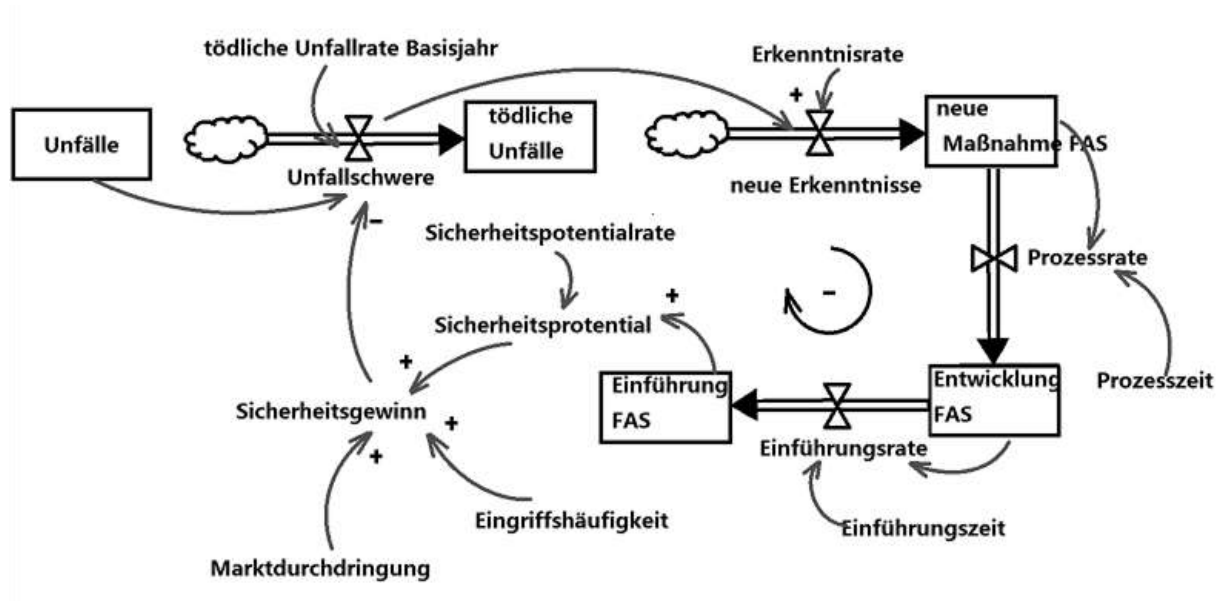 tödliche Unfallrate Basisjahr
Erkenntnisrate
+
neue
Maßnahme FAS
tödliche
Unfälle
Unfälle
Unfallschwere
neue Erkenntnisse
-
Sicherheitspotentialrate
Prozessrate
+
-
Sicherheitsprotential
+
Einführung
FAS
Entwicklung
FAS
Prozesszeit
Sicherheitsgewinn
+
+
Einführungsrate
Eingriffshäufigkeit
Einführungszeit
Marktdurchdringung